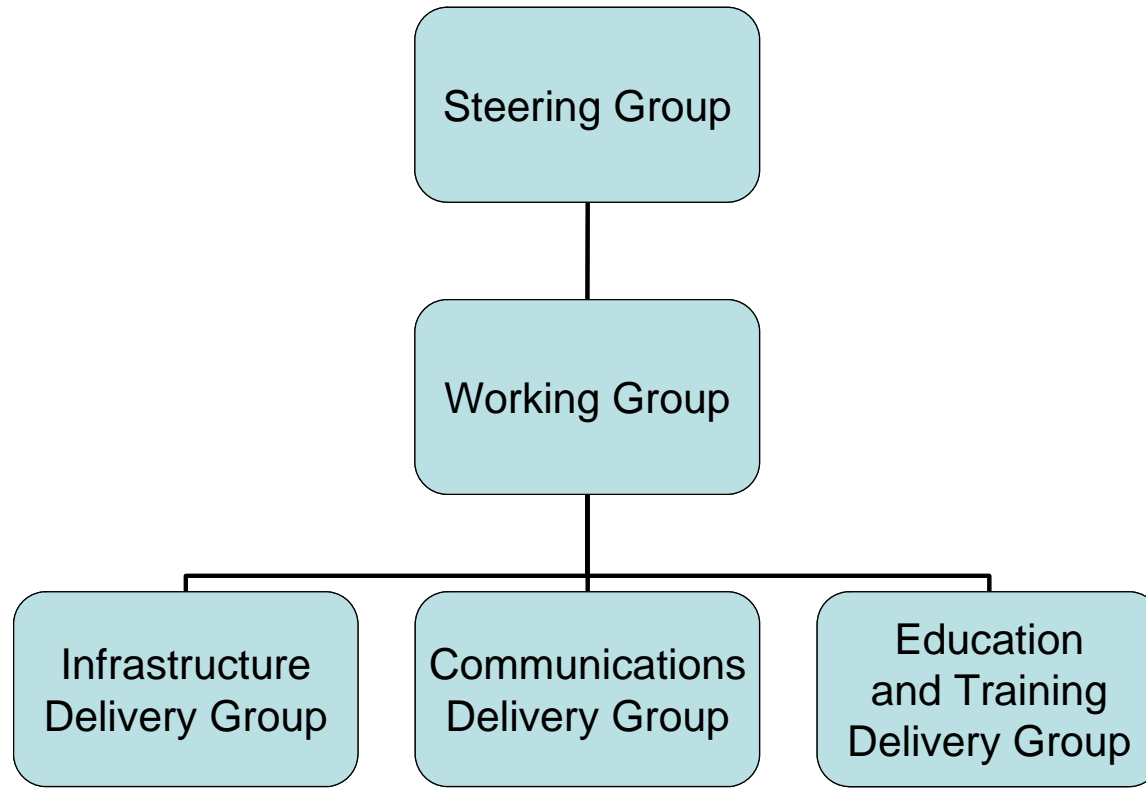 Steering Group
Working Group
Infrastructure
Delivery Group
Communications
Delivery Group
Education
and Training
Delivery Group